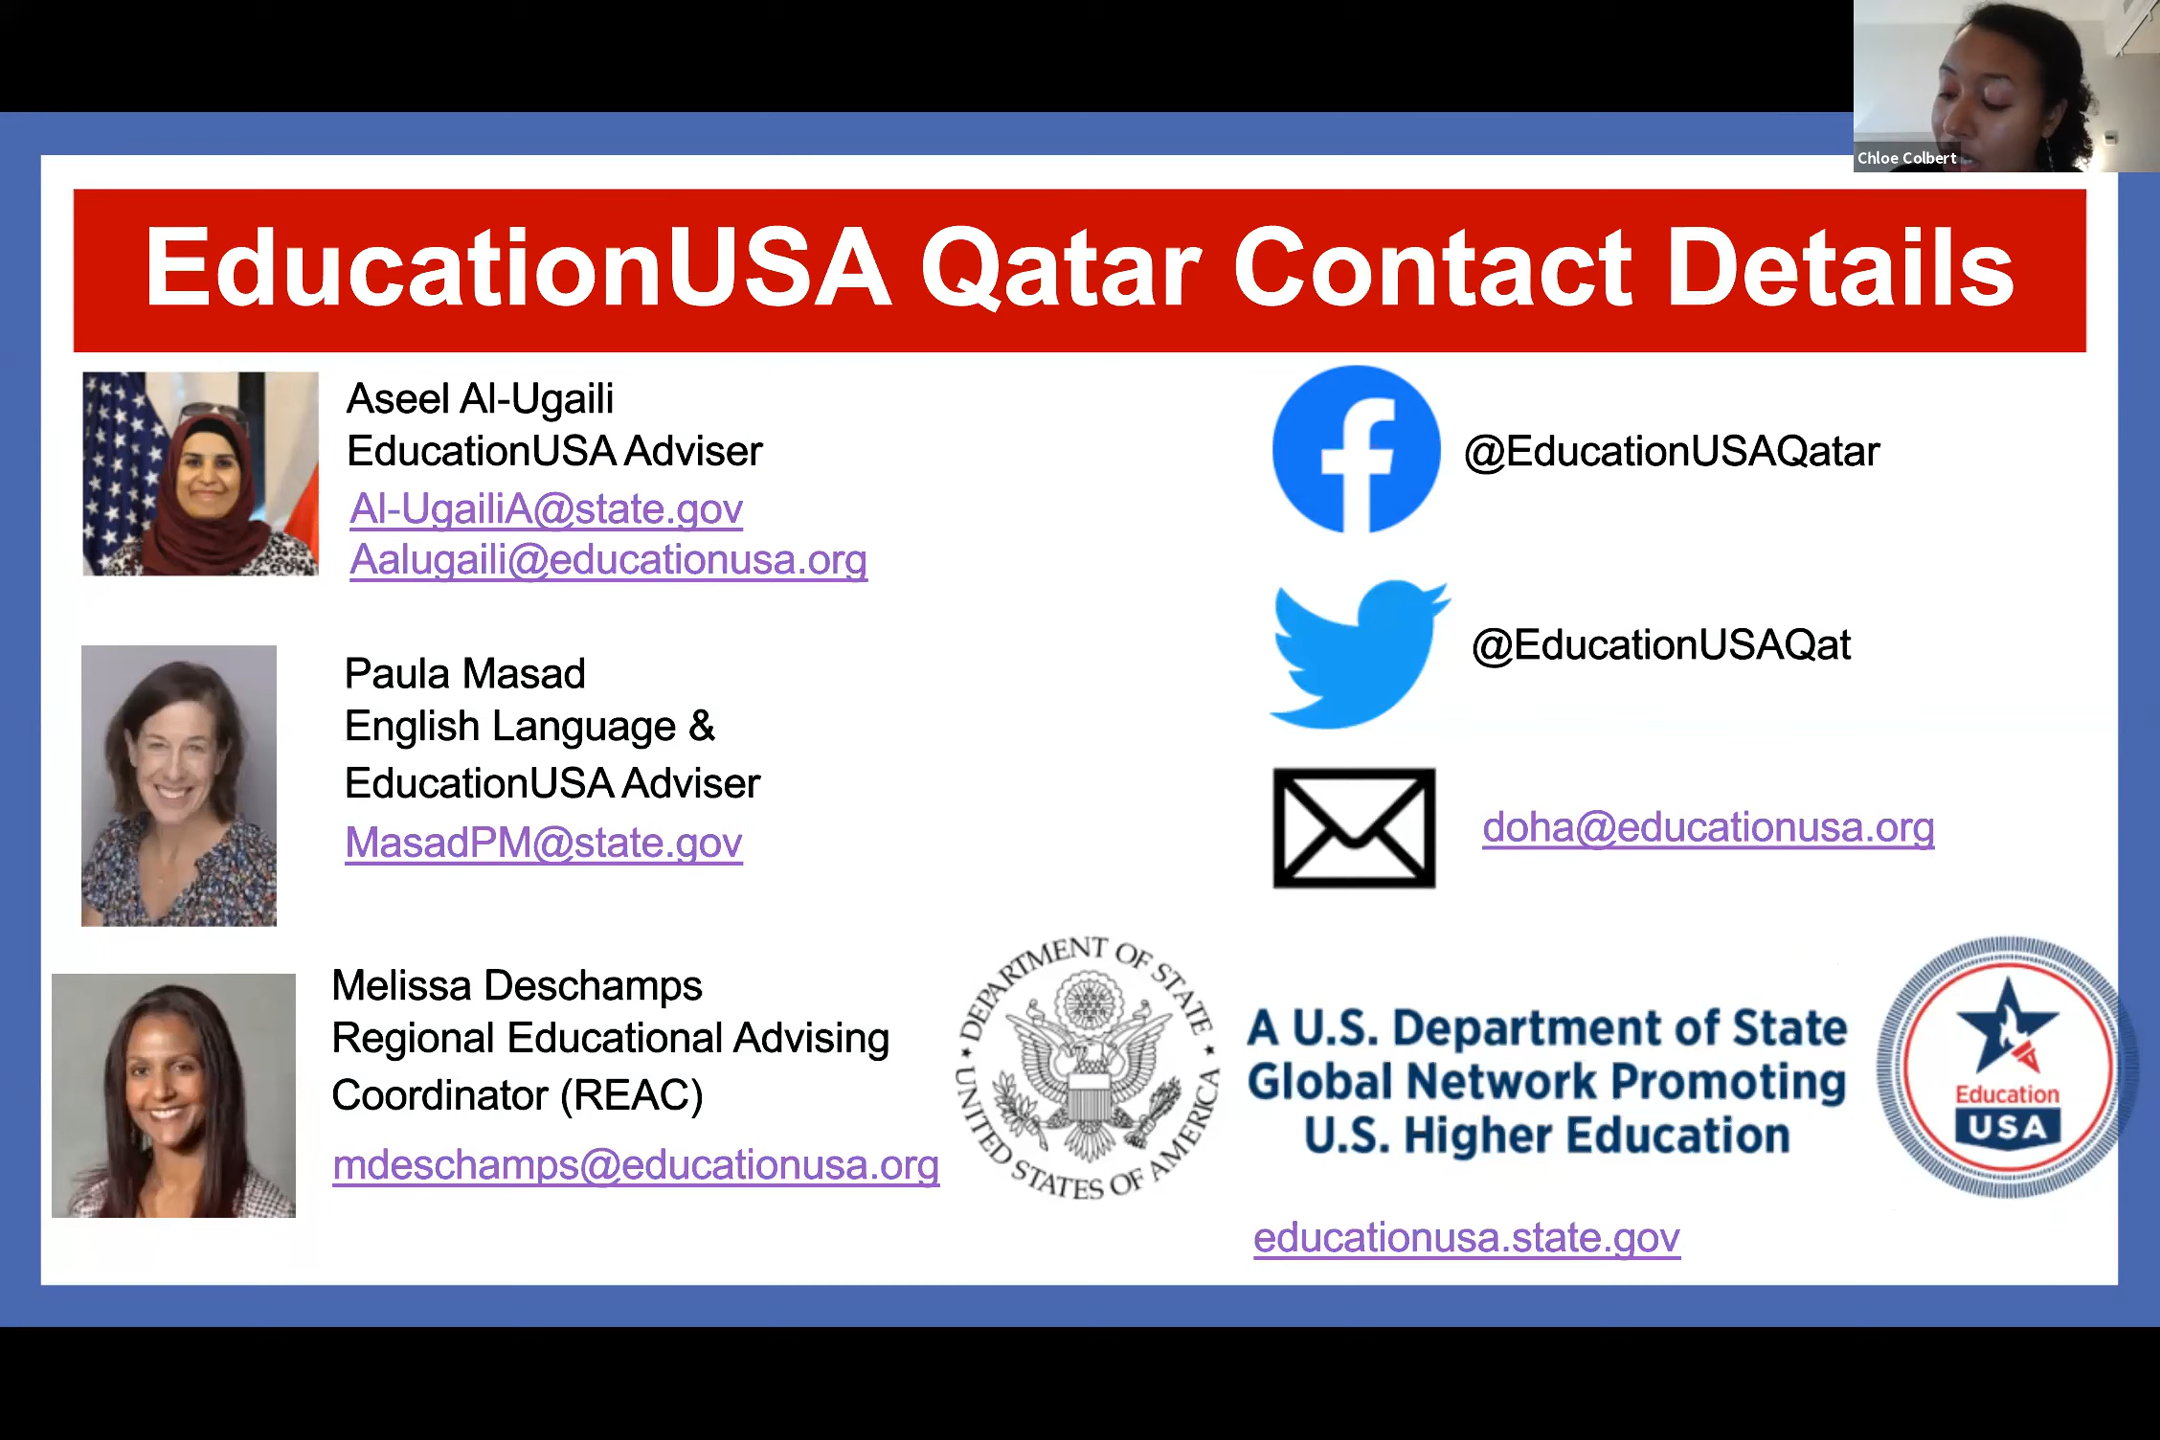 Chloe Colbert
EducationUSA Qatar Contact Details
Aseel Al-Ugaili
EducationUSA Adviser
Al-UgailiA@state.gov
Aalugaili@educationusa.org
Paula Masad
English Language &
EducationUSA Adviser
MasadPM@state.gov
Melissa Deschamps
Regional Educational Advising
Coordinator (REAC)
mdeschamps@educationusa.org
@EducationUSAQatar
@EducationUSAQat
doha@educationusa.org
DEPARTMENT OF STATE
UNITED STATES OF AMERICA
A U.S. Department of State
Global Network Promoting
U.S. Higher Education
Education
USA
educationusa.state.gov